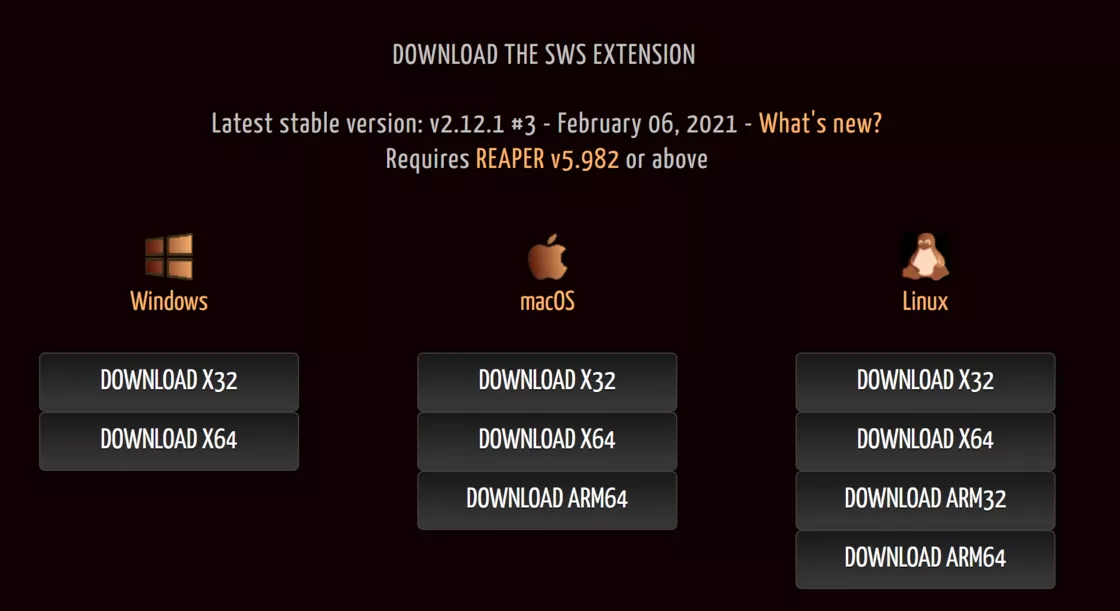 DOWNLOAD THE SWS EXTENSION
Latest stable version: v2.12.1 #3 - February 06, 2021 - What's new?
Requires REAPER v5.982 or above
Windows
DOWNLOAD X32
DOWNLOAD X64
macOS
DOWNLOAD X32
DOWNLOAD X64
DOWNLOAD ARM64
Linux
DOWNLOAD X32
DOWNLOAD X64
DOWNLOAD ARM32
DOWNLOAD ARM64